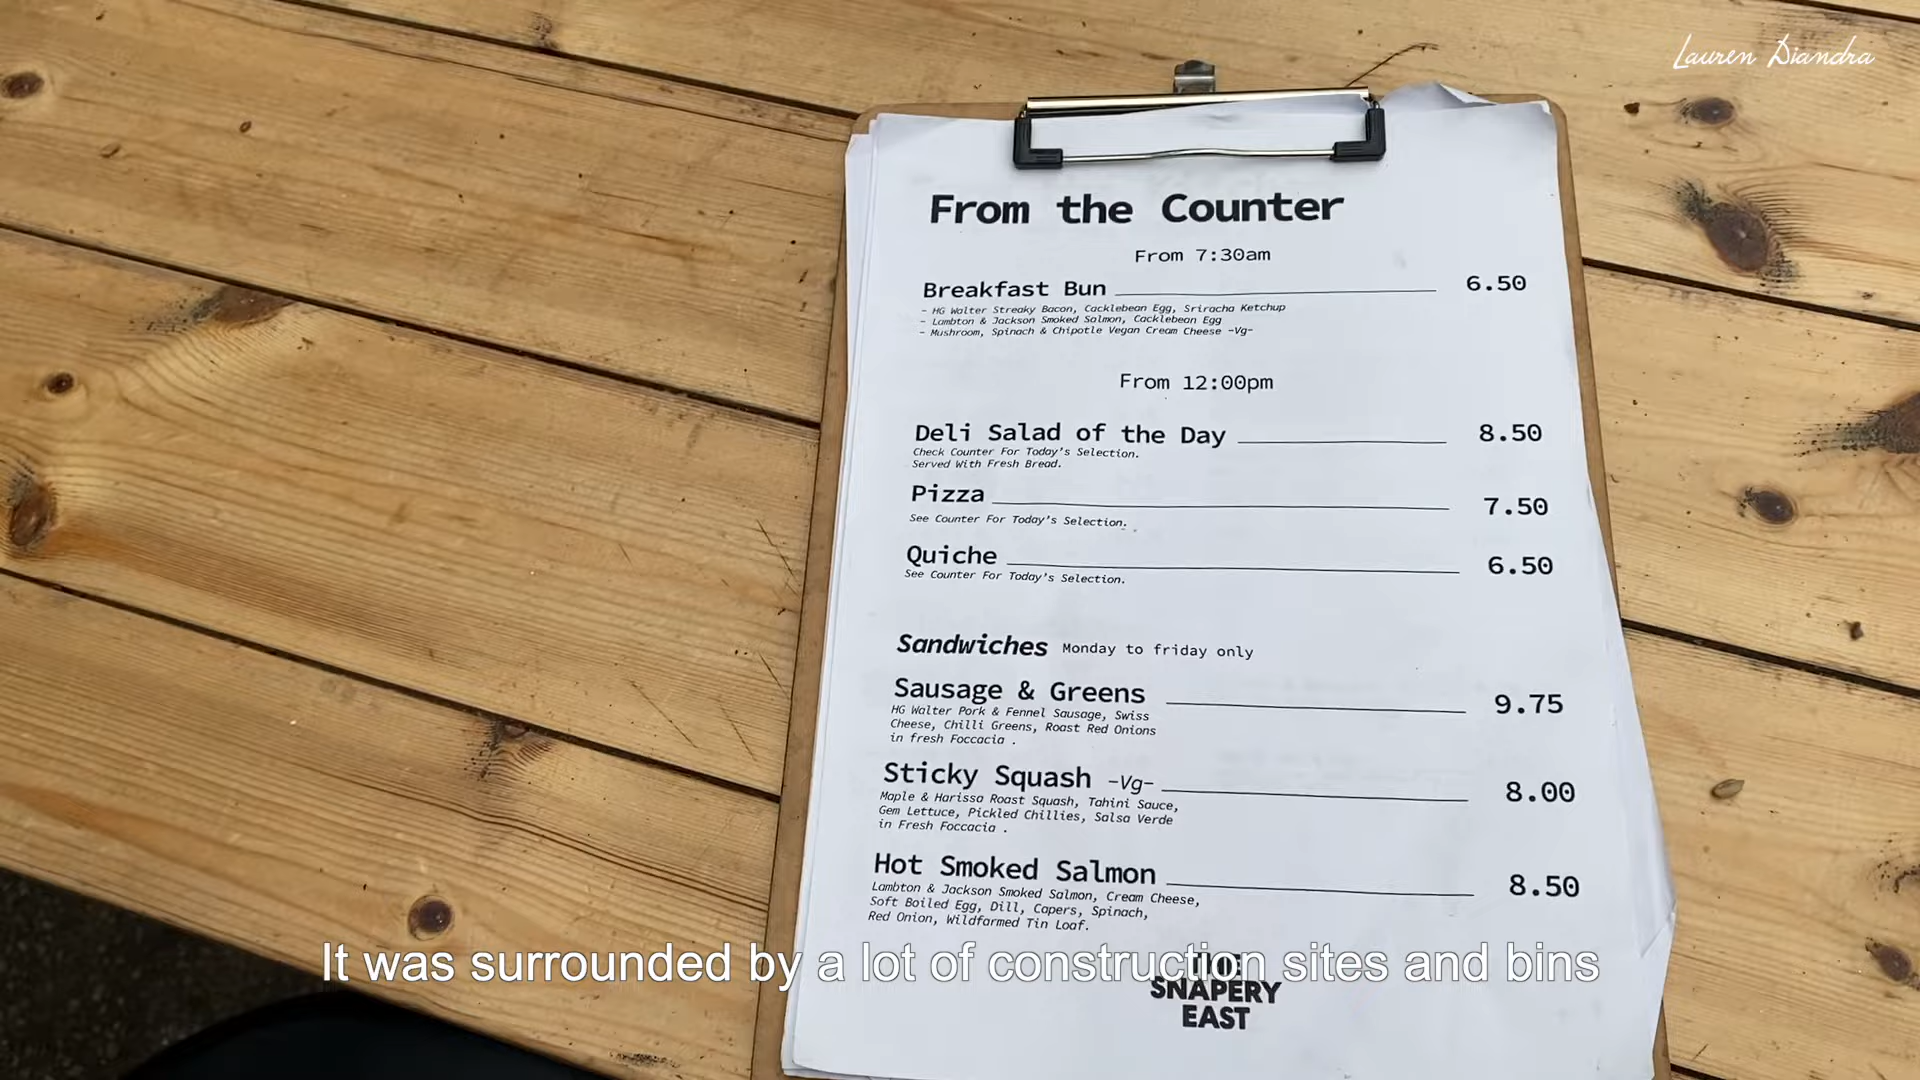 Lauren Diandra
From the Counter
From 7:30am
Breakfast Bun 6.50
- HG Walter Streaky Bacon, Cacklebean Egg, Sriracha Ketchup
- Lambton & Jackson Smoked Salmon, Cacklebean Egg
- Mushroom, Spinach & Chipotle Vegan Cream Cheese -Vg-
From 12:00pm
Deli Salad of the Day 8.50
Check Counter For Today's Selection.
Served With Fresh Bread.
Pizza 7.50
See Counter For Today's Selection.
Quiche 6.50
See Counter For Today's Selection.
Sandwiches Monday to friday only
Sausage & Greens 9.75
HG Walter Pork & Fennel Sausage, Swiss
Cheese, Chilli Greens, Roast Red Onions
in fresh Foccacia .
Sticky Squash -Vg- 8.00
Maple & Harissa Roast Squash, Tahini Sauce,
Gem Lettuce, Pickled Chillies, Salsa Verde
in Fresh Foccacia .
Hot Smoked Salmon 8.50
Lambton & Jackson Smoked Salmon, Cream Cheese,
Soft Boiled Egg, Dill, Capers, Spinach,
Red Onion, Wildfarmed Tin Loaf.
It was surrounded by a lot of construction sites and bins
SNAPERY
EAST